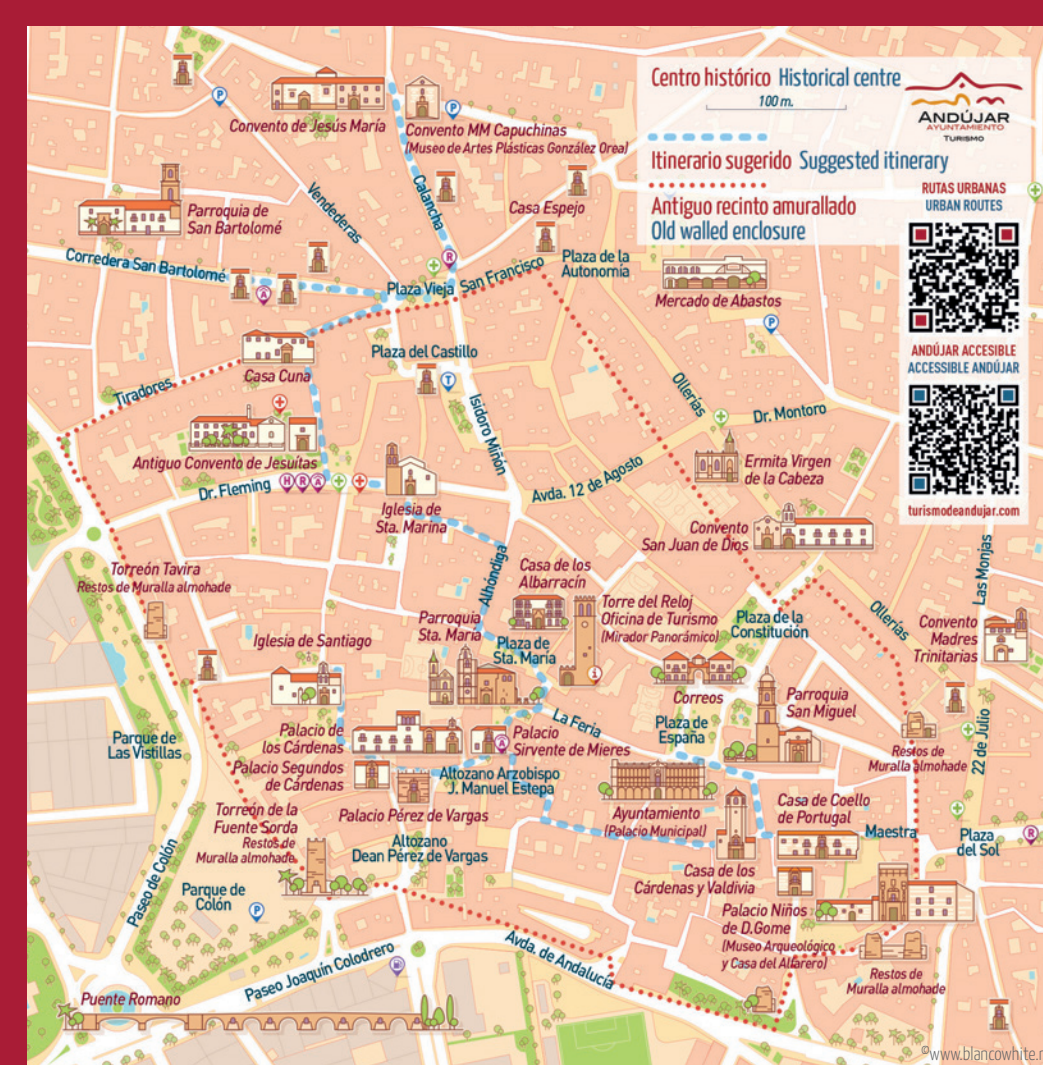 Centro histórico Historical centre
100 m.
ANDÚJAR
AYUNTAMIENTO
TURISMO
Itinerario sugerido Suggested itinerary
Antiguo recinto amurallado
Old walled enclosure
RUTAS URBANAS
URBAN ROUTES
ANDÚJAR ACCESIBLE
ACCESSIBLE ANDÚJAR
turismodeandujar.com
P
Convento de Jesús María
Convento MM Capuchinas
(Museo de Artes Plásticas González Orea)
P
Vendederas
Calancha
Casa Espejo
Parroquia de
San Bartolomé
Corredera San Bartolomé
A
R
Plaza Vieja
San Francisco
Plaza de la
Autonomía
Mercado de Abastos
P
Casa Cuna
Plaza del Castillo
T
Tiradores
Isidoro Miñón
Ollerías
Dr. Montoro
Antiguo Convento de Jesuítas
Dr. Fleming
H R A
Iglesia de
Sta. Marina
Avda. 12 de Agosto
Ermita Virgen
de la Cabeza
Convento
San Juan de Dios
Torreón Tavira
Restos de Muralla almohade
Alhóndiga
Casa de los
Albarracín
Torre del Reloj
Oficina de Turismo
(Mirador Panorámico)
i
Plaza de la
Constitución
Ollerías
Las Monjas
Convento
Madres
Trinitarias
Iglesia de Santiago
Parroquia
Sta. María
Plaza de
Sta. María
Correos
Parroquia
San Miguel
Plaza de
España
La Feria
Parque de
Las Vistillas
Palacio de
los Cárdenas
Palacio
Sirvente de Mieres
A
Palacio Segundos
de Cárdenas
Altozano Arzobispo
J. Manuel Estepa
Restos de
Muralla almohade
22 de Julio
Torreón de la
Fuente Sorda
Restos de
Muralla almohade
Palacio Pérez de Vargas
Ayuntamiento
(Palacio Municipal)
Casa de Coello
de Portugal
Maestra
Plaza
del Sol
R
Altozano
Dean Pérez de Vargas
Casa de los
Cárdenas y Valdivia
Paseo de Colón
Parque de
Colón
P
Palacio Niños
de D.Gome
(Museo Arqueológico
y Casa del Alfarero)
Avda. de Andalucía
Restos de
Muralla almohade
Paseo Joaquín Colodrero
Puente Romano